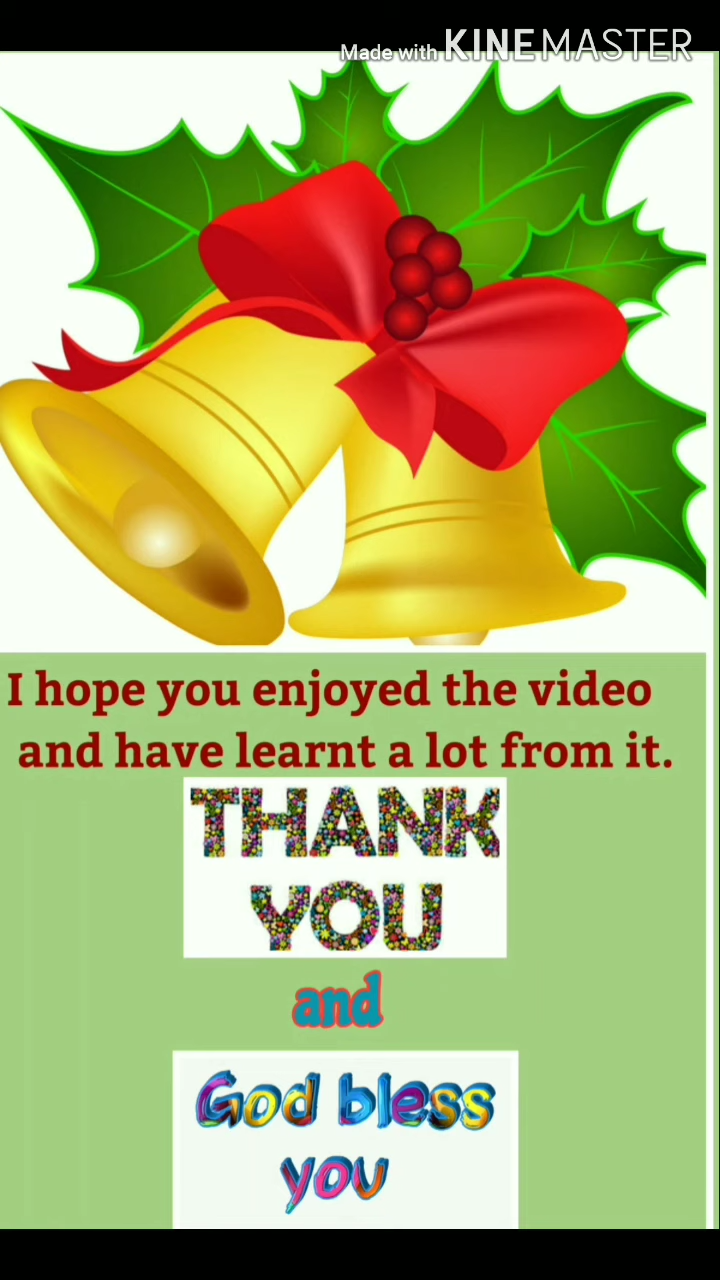 Made with KINEMASTER
I hope you enjoyed the video
and have learnt a lot from it.
THANK
YOU
and
God bless
you